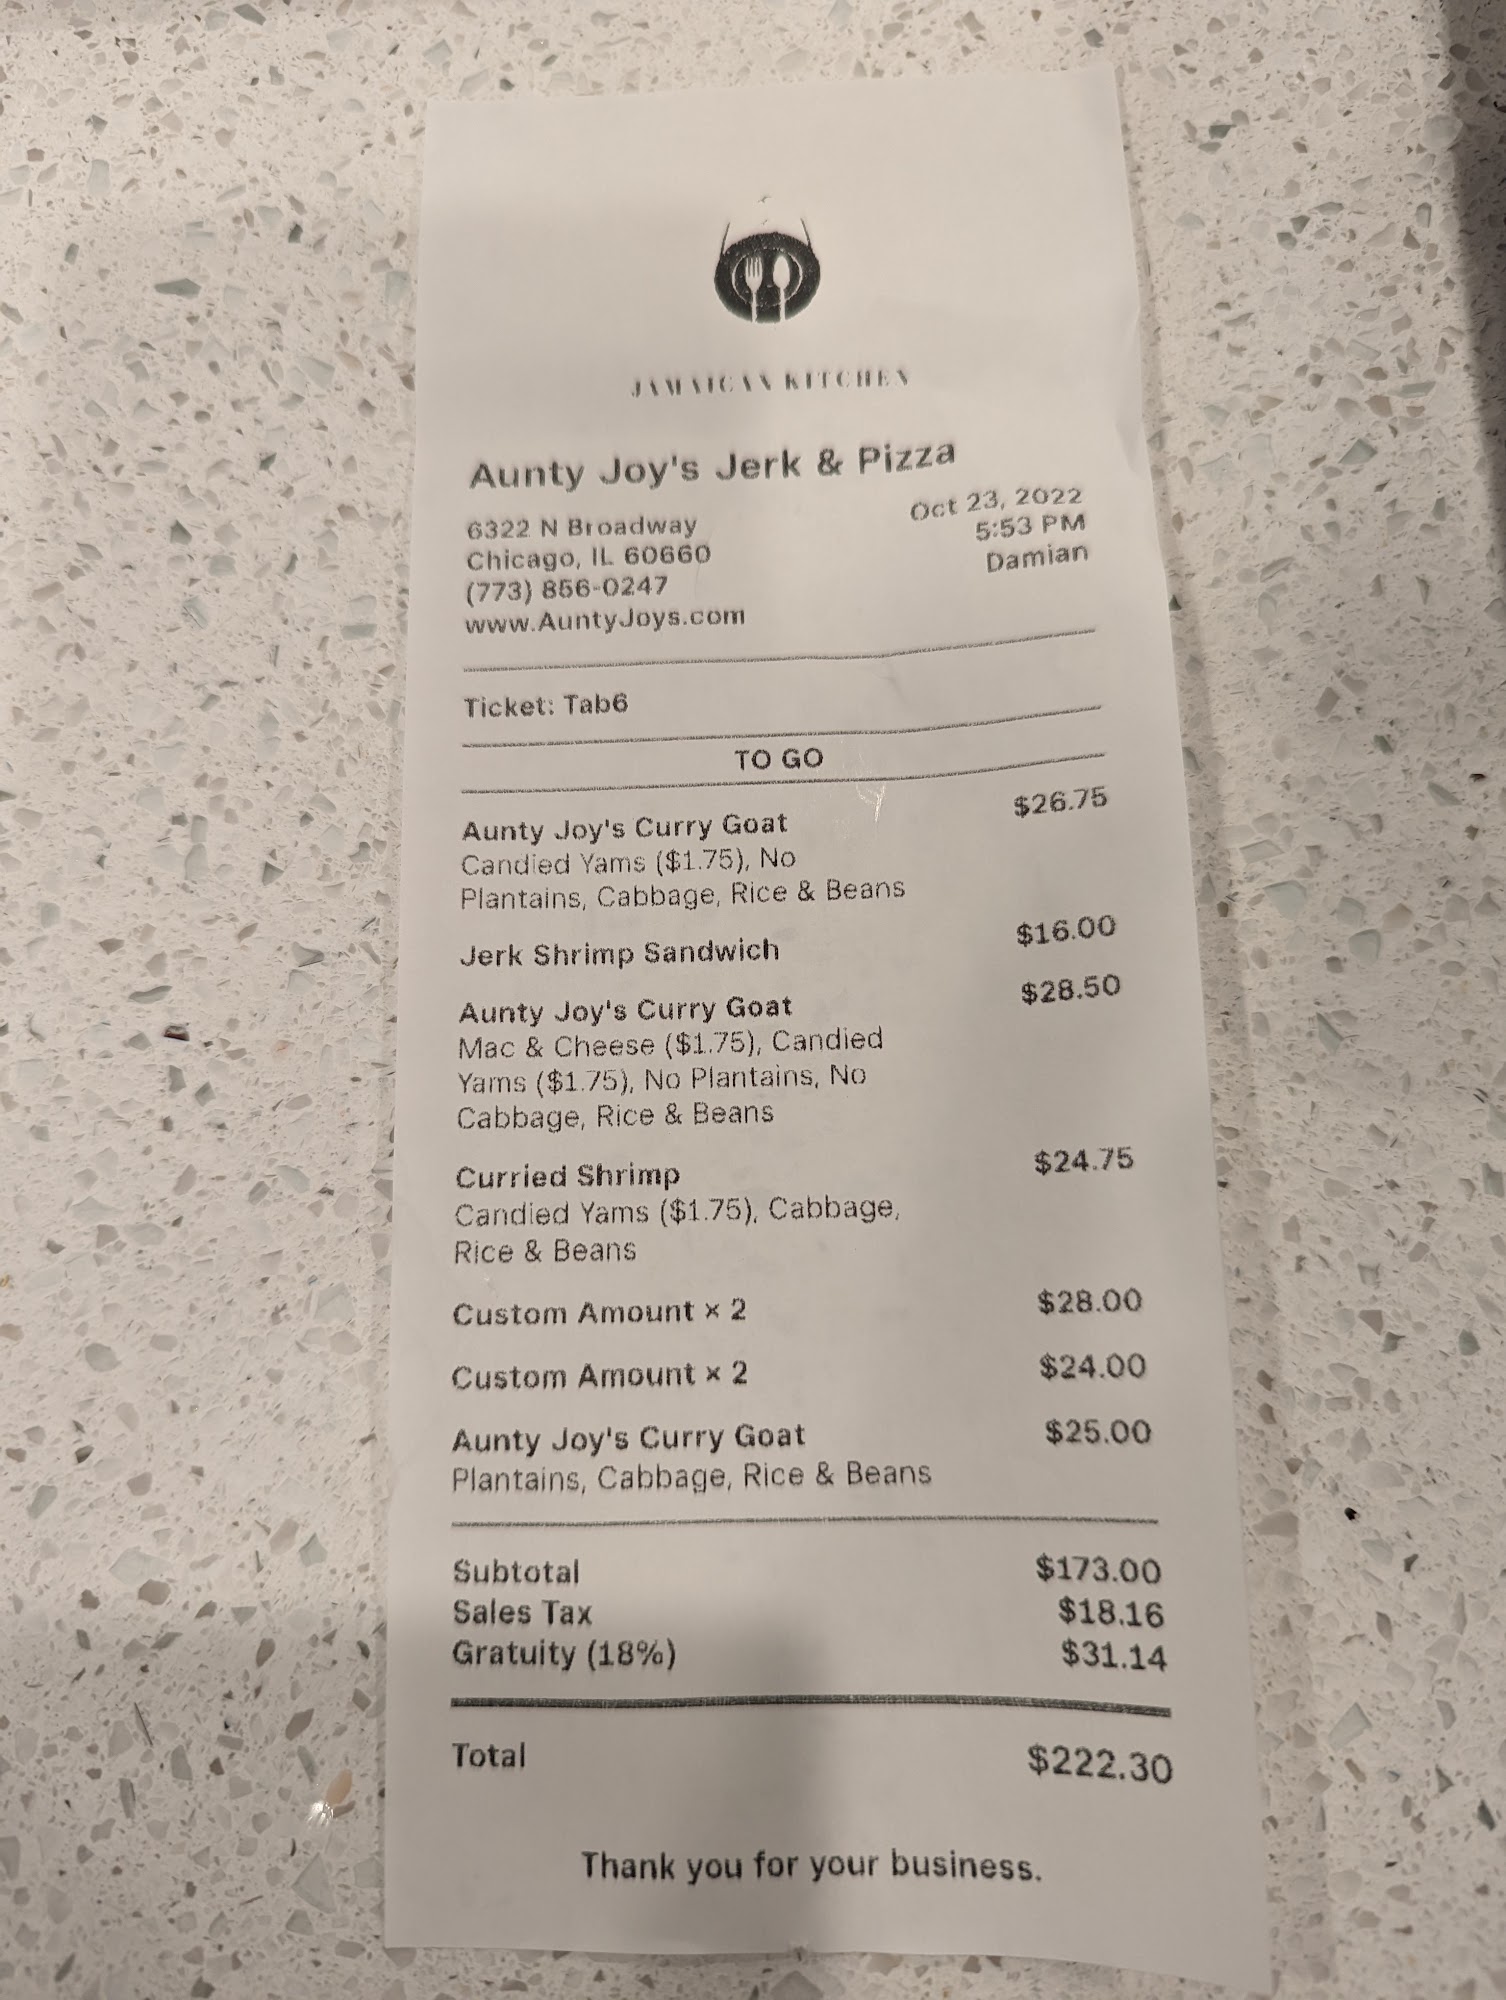 JAMAICAN KITCHEN
Aunty Joy's Jerk & Pizza
6322 N Broadway
Chicago, IL 60660
(773) 856-0247
www.AuntyJoys.com
Oct 23, 2022
5:53 PM
Damian
Ticket: Tab6
TO GO
Aunty Joy's Curry Goat $26.75
Candied Yams ($1.75), No
Plantains, Cabbage, Rice & Beans
Jerk Shrimp Sandwich $16.00
Aunty Joy's Curry Goat $28.50
Mac & Cheese ($1.75), Candied
Yams ($1.75), No Plantains, No
Cabbage, Rice & Beans
Curried Shrimp $24.75
Candied Yams ($1.75), Cabbage,
Rice & Beans
Custom Amount × 2 $28.00
Custom Amount × 2 $24.00
Aunty Joy's Curry Goat $25.00
Plantains, Cabbage, Rice & Beans
Subtotal $173.00
Sales Tax $18.16
Gratuity (18%) $31.14
Total $222.30
Thank you for your business.